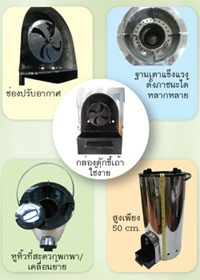 ช่องปรับอากาศ
ฐานเตาแข็งแรง
ตั้งภาชนะได้
หลากหลาย
กล่องตักขี้เถ้า
ใช้ง่าย
หูหิ้วที่สะดวกพกพา/
เคลื่อนย้าย
สูงเพียง
50 cm.